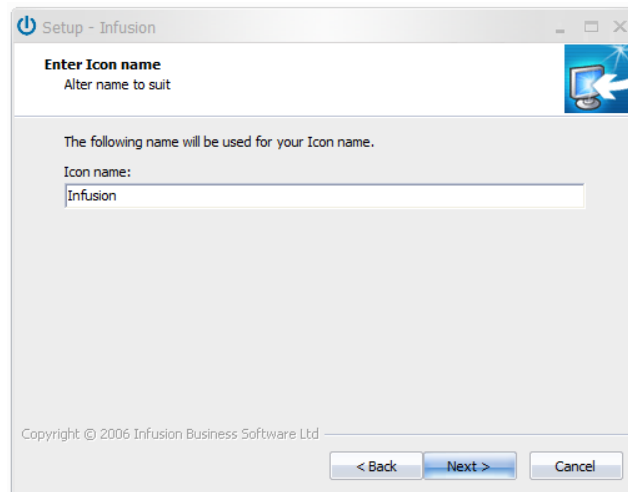 Setup - Infusion
Enter Icon name
Alter name to suit
The following name will be used for your Icon name.
Icon name:
Infusion
Copyright © 2006 Infusion Business Software Ltd
< Back Next > Cancel